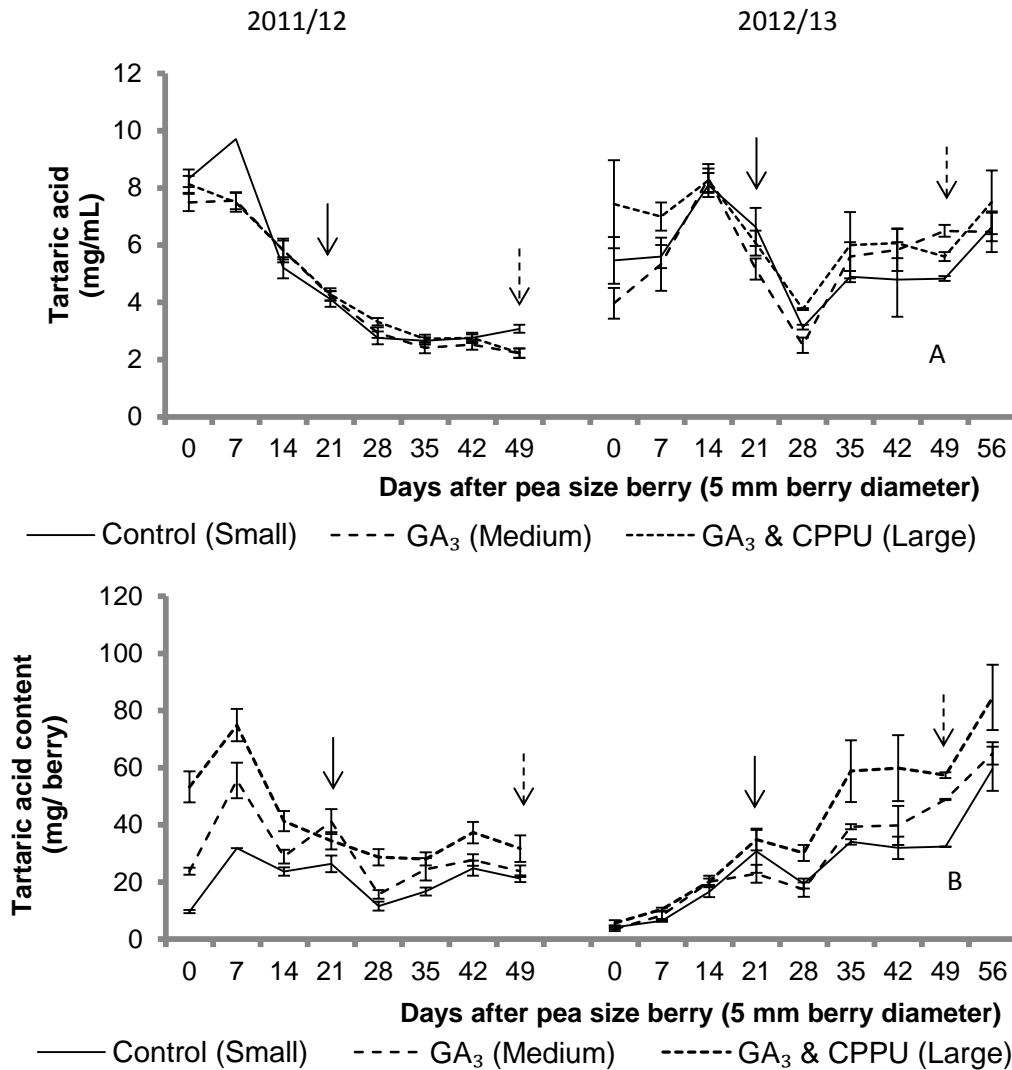 2011/12 2012/13
Tartaric acid
(mg/mL)
12
10
8
6
4
2
0
A
0 7 14 21 28 35 42 49 0 7 14 21 28 35 42 49 56
Days after pea size berry (5 mm berry diameter)
Control (Small) GA₃ (Medium) GA₃ & CPPU (Large)
Tartaric acid content
(mg/ berry)
120
100
80
60
40
20
0
B
0 7 14 21 28 35 42 49 0 7 14 21 28 35 42 49 56
Days after pea size berry (5 mm berry diameter)
Control (Small) GA₃ (Medium) GA₃ & CPPU (Large)